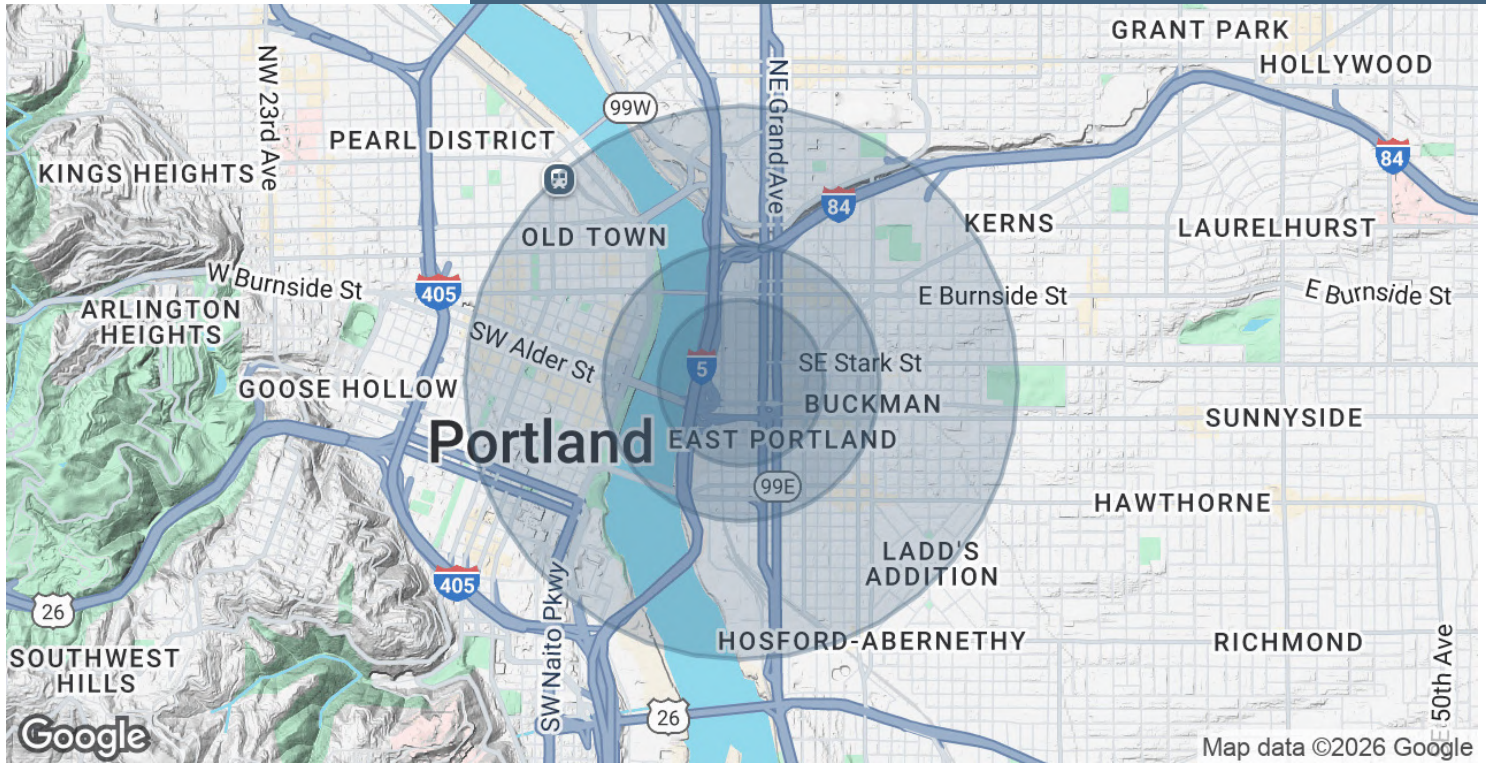 GRANT PARK
HOLLYWOOD
NW 23rd Ave
99W
NE Grand Ave
PEARL DISTRICT
84
KINGS HEIGHTS
84
KERNS
LAURELHURST
OLD TOWN
W Burnside St
405
E Burnside St
E Burnside St
ARLINGTON
HEIGHTS
SW Alder St
5
SE Stark St
GOOSE HOLLOW
BUCKMAN
SUNNYSIDE
Portland
EAST PORTLAND
99E
HAWTHORNE
LADD'S
ADDITION
405
26
SW Naito Pkwy
HOSFORD-ABERNETHY
RICHMOND
SOUTHWEST
HILLS
50th Ave
26
Google
Map data ©2026 Google